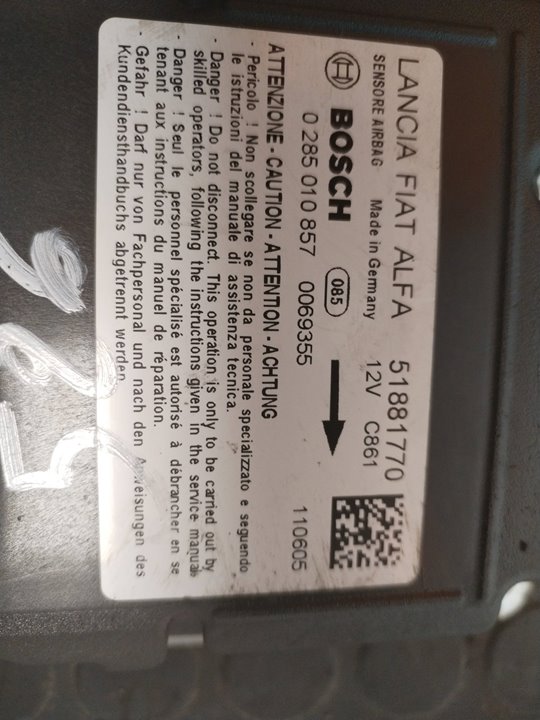 LANCIA FIAT ALFA 51881770
SENSORE AIRBAG Made in Germany 12V C861
BOSCH 085
0 285 010 857 0069355 110605
ATTENZIONE - CAUTION - ATTENTION - ACHTUNG
- Pericolo ! Non scollegare se non da personale specializzato e seguendo
le istruzioni del manuale di assistenza tecnica.
- Danger ! Do not disconnect. This operation is only to be carried out by
skilled operators, following the instructions given in the service manual.
- Danger ! Seul le personnel spécialisé est autorisé à débrancher en se
tenant aux instructions du manuel de réparation.
- Gefahr ! Darf nur von Fachpersonal und nach den Anweisungen des
Kundendiensthandbuchs abgetrennt werden.